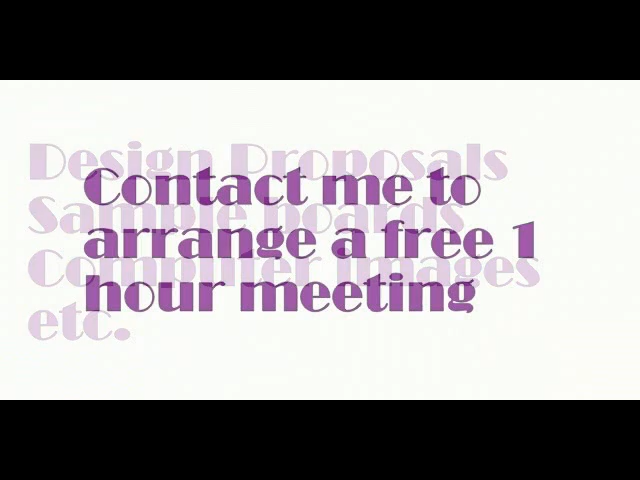 Design Proposals
Sample boards
Computer images
etc.
Contact me to
arrange a free 1
hour meeting